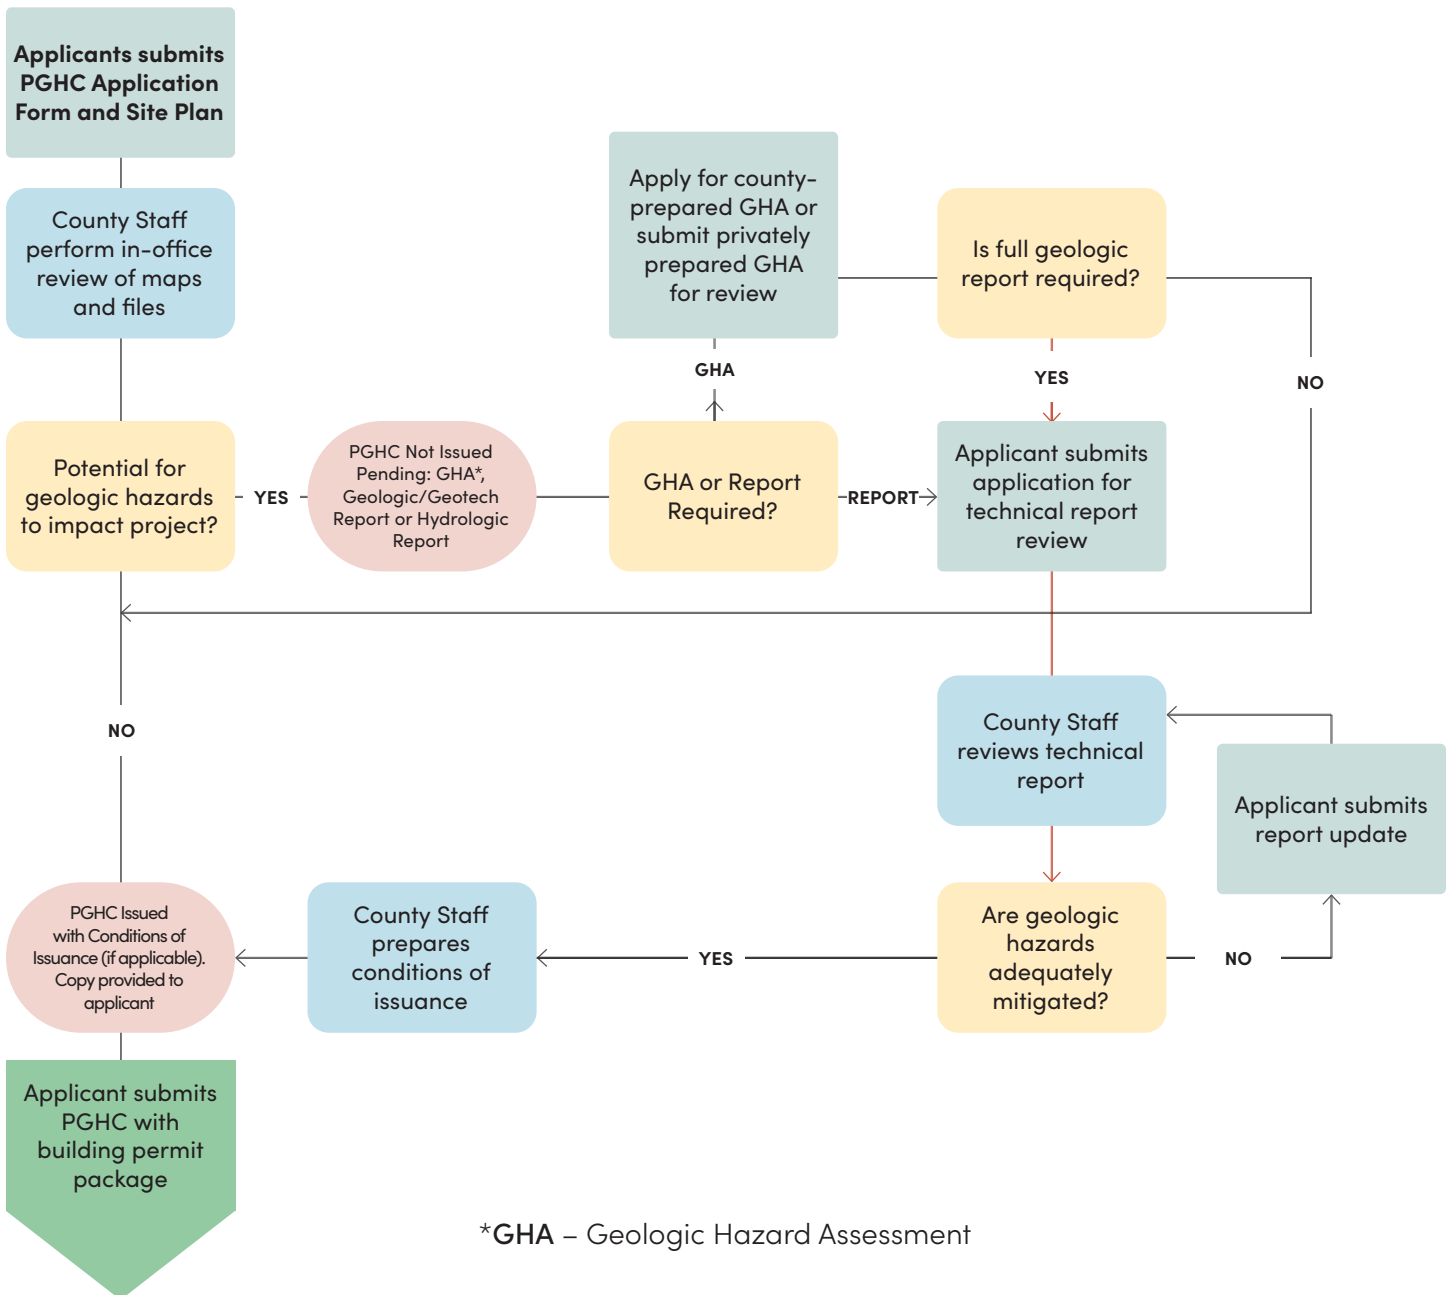 Applicants submits
PGHC Application
Form and Site Plan
County Staff
perform in-office
review of maps
and files
Potential for
geologic hazards
to impact project?
YES
PGHC Not Issued
Pending: GHA*,
Geologic/Geotech
Report or Hydrologic
Report
GHA or Report
Required?
GHA
Apply for county-
prepared GHA or
submit privately
prepared GHA
for review
Is full geologic
report required?
YES
NO
REPORT
Applicant submits
application for
technical report
review
County Staff
reviews technical
report
Applicant submits
report update
Are geologic
hazards
adequately
mitigated?
NO
YES
County Staff
prepares
conditions of
issuance
NO
PGHC Issued
with Conditions of
Issuance (if applicable).
Copy provided to
applicant
Applicant submits
PGHC with
building permit
package
*GHA – Geologic Hazard Assessment